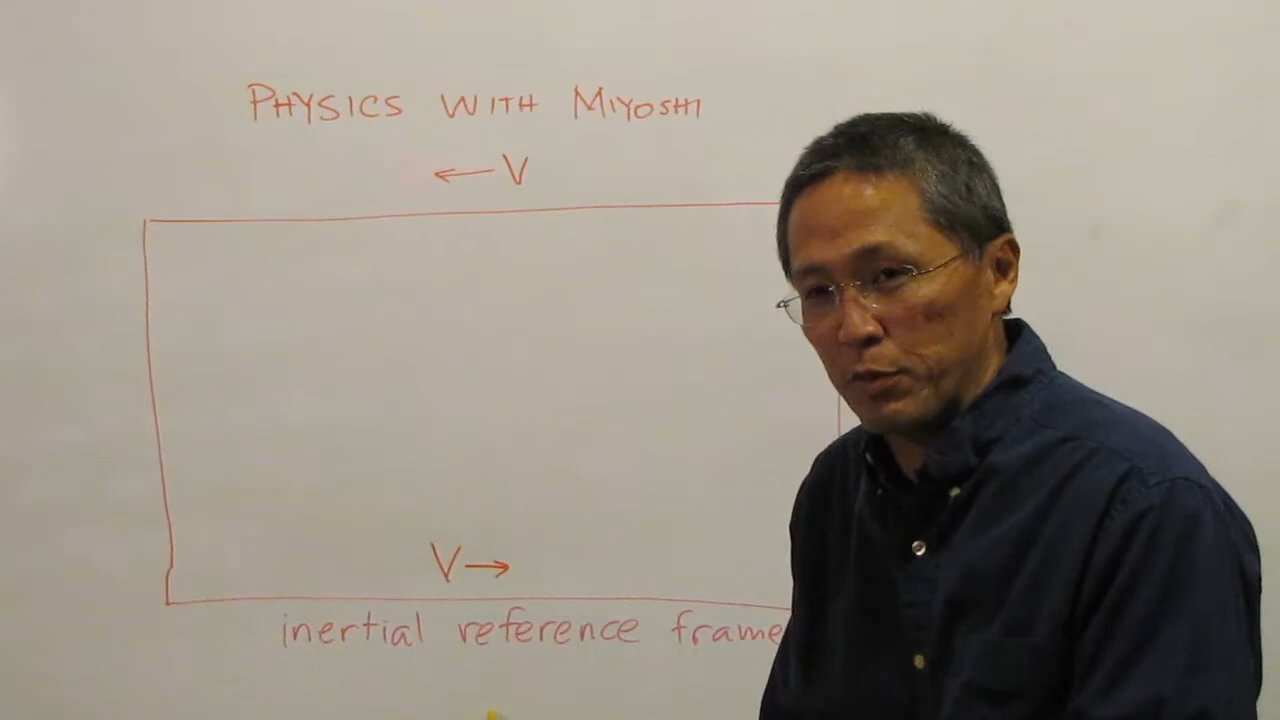 PHYSICS WITH MIYOSHI
← V
V →
inertial reference frame